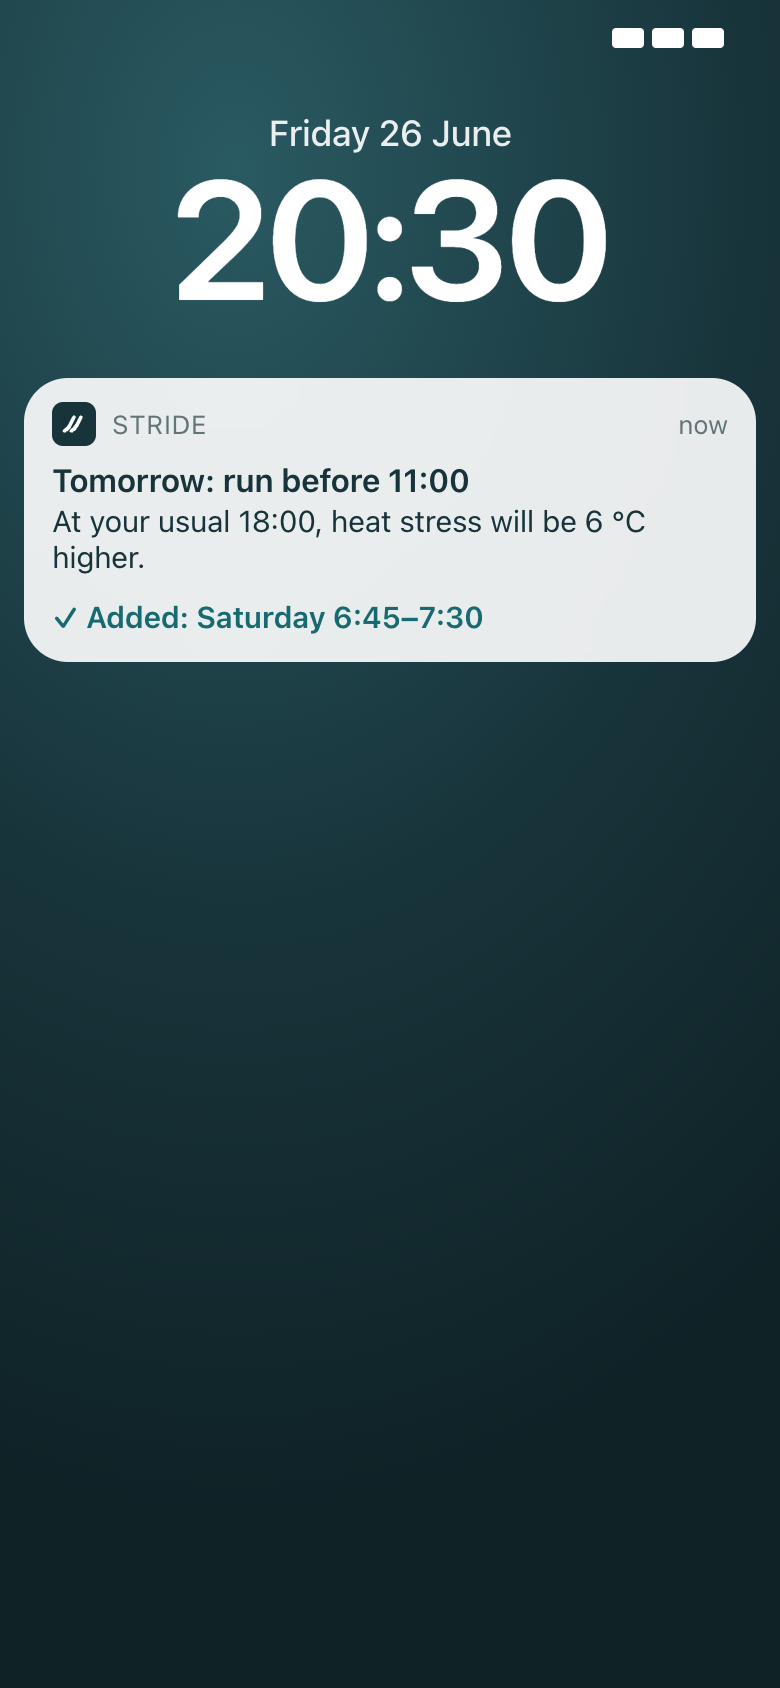 Friday 26 June
20:30
STRIDE now
Tomorrow: run before 11:00
At your usual 18:00, heat stress will be 6 °C
higher.
✓ Added: Saturday 6:45–7:30